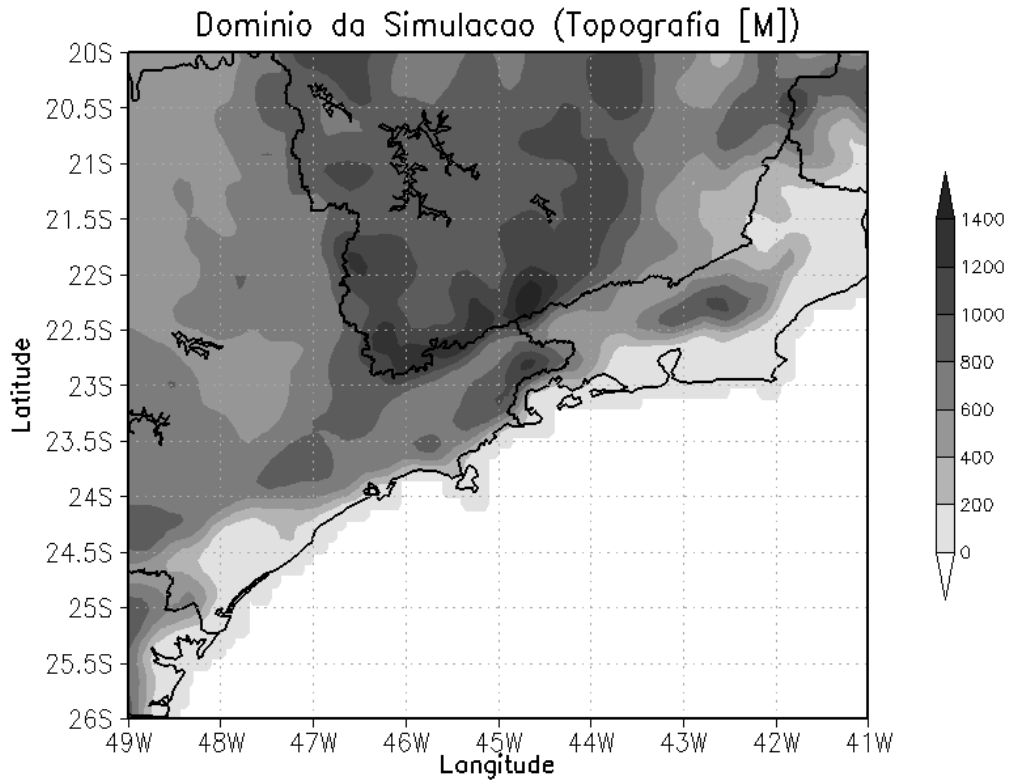 Dominio da Simulacao (Topografia [M])
20S
20.5S
21S
21.5S
22S
22.5S
23S
23.5S
24S
24.5S
25S
25.5S
26S
Latitude
49W 48W 47W 46W 45W 44W 43W 42W 41W
Longitude
1400
1200
1000
800
600
400
200
0